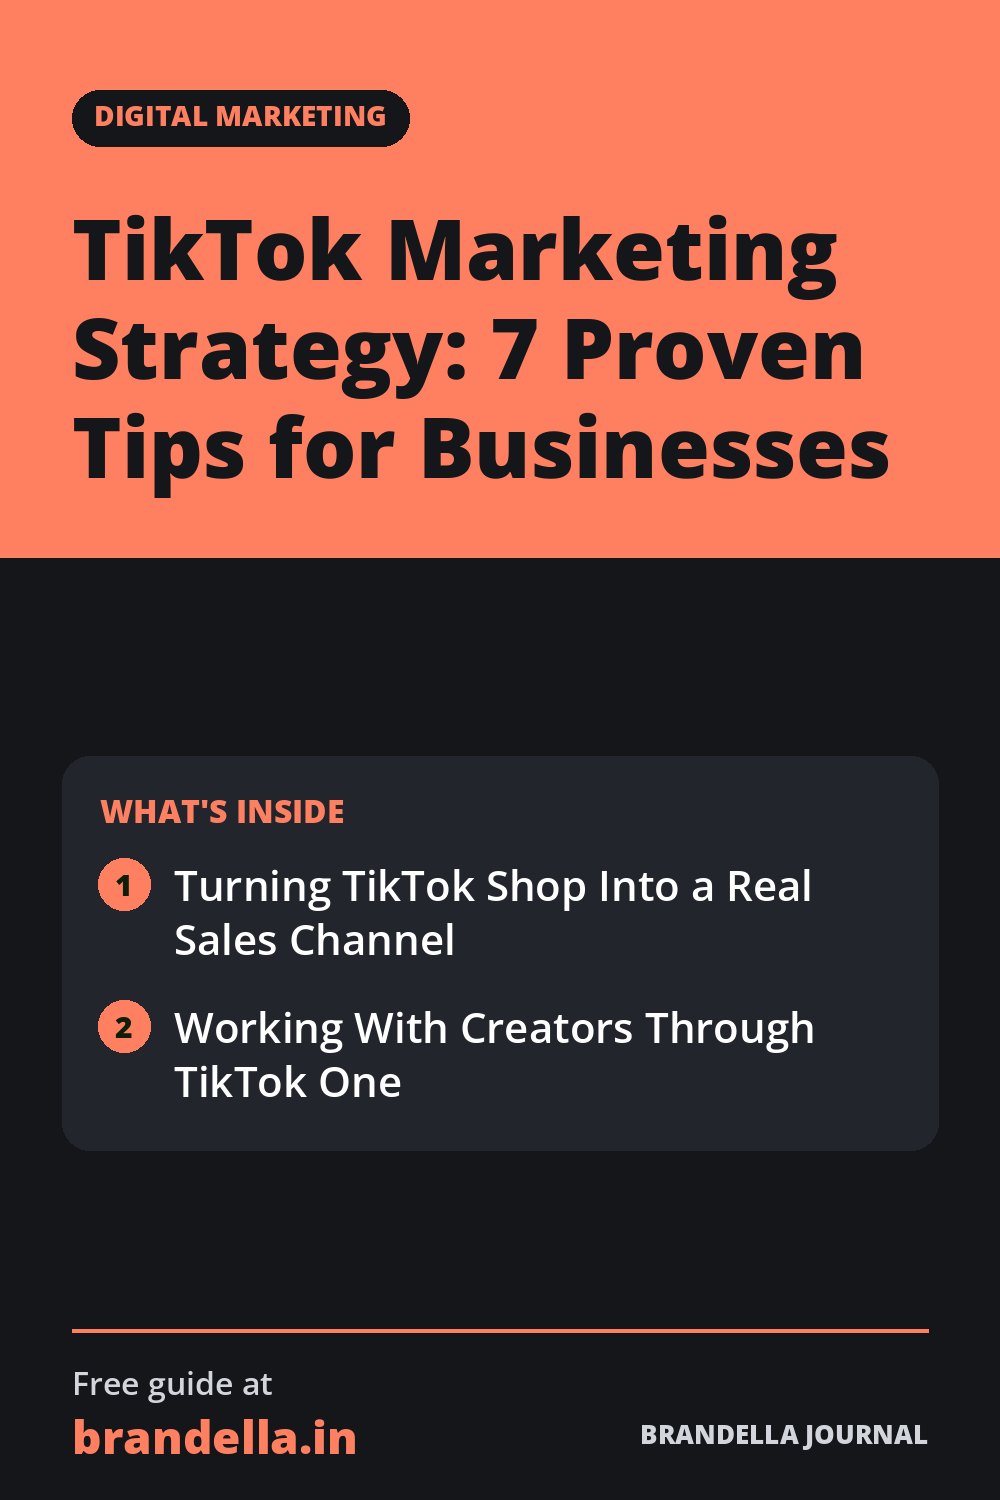 DIGITAL MARKETING
TikTok Marketing
Strategy: 7 Proven
Tips for Businesses
WHAT'S INSIDE
1 Turning TikTok Shop Into a Real
Sales Channel
2 Working With Creators Through
TikTok One
Free guide at
brandella.in
BRANDELLA JOURNAL